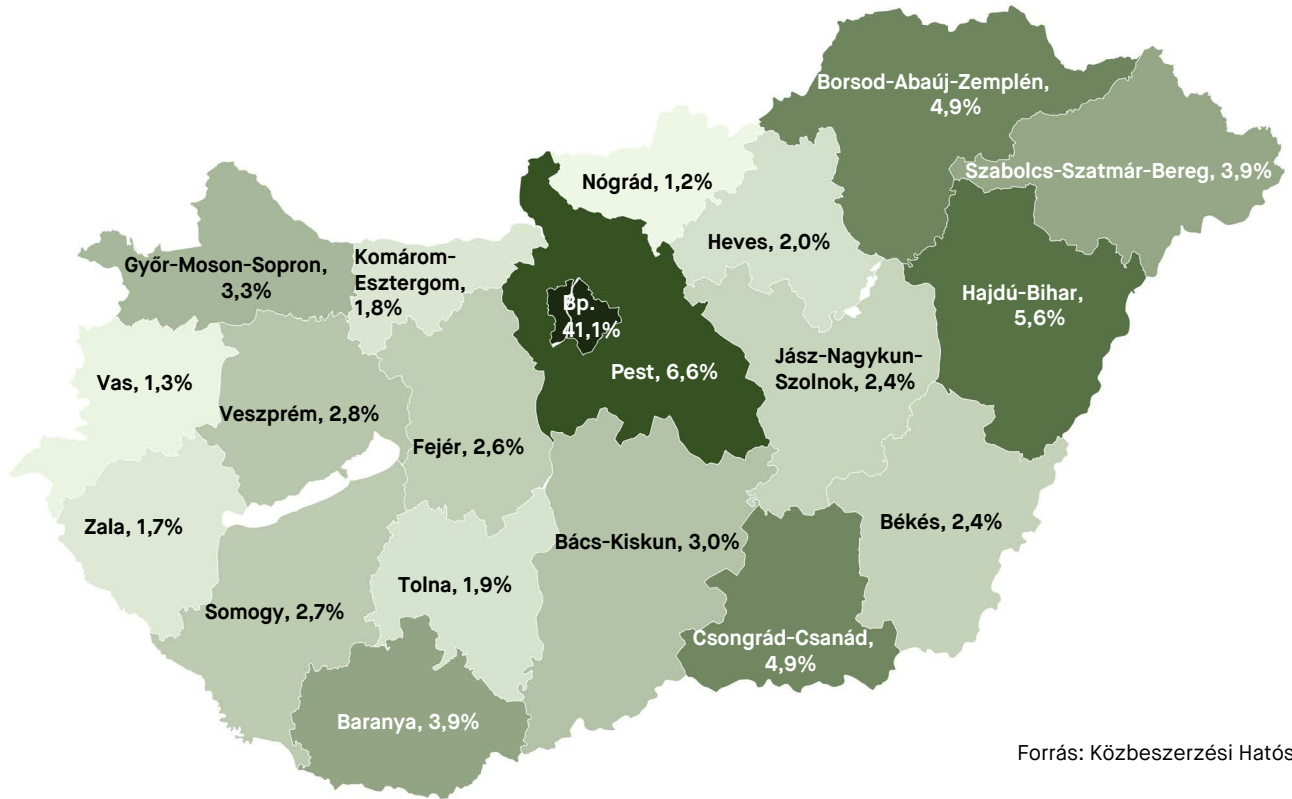 Borsod-Abaúj-Zemplén,
4,9%
Szabolcs-Szatmár-Bereg, 3,9%
Nógrád, 1,2%
Heves, 2,0%
Győr-Moson-Sopron,
3,3%
Komárom-
Esztergom,
1,8%
Hajdú-Bihar,
5,6%
Bp.
41,1%
Pest, 6,6%
Jász-Nagykun-
Szolnok, 2,4%
Vas, 1,3%
Veszprém, 2,8%
Fejér, 2,6%
Zala, 1,7%
Békés, 2,4%
Bács-Kiskun, 3,0%
Tolna, 1,9%
Somogy, 2,7%
Csongrád-Csanád,
4,9%
Baranya, 3,9%
Forrás: Közbeszerzési Hatós